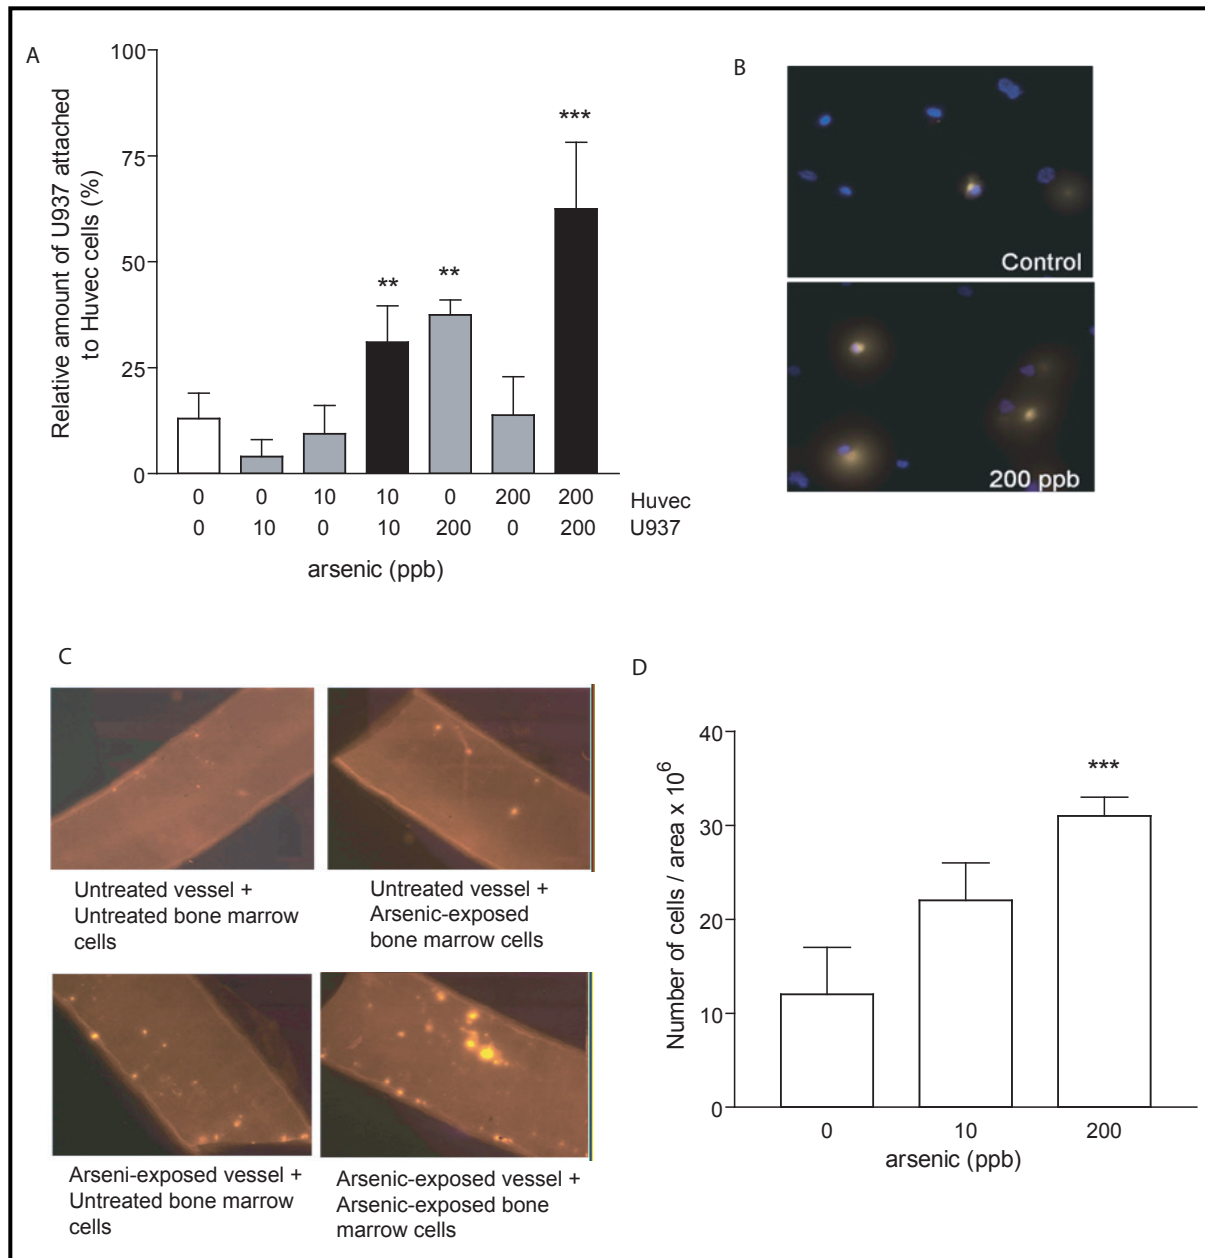 A
100
75
50
25
0
Relative amount of U937 attached
to Huvec cells (%)
**
**
***
0 0 10 10 0 200 200 Huvec
0 10 0 10 200 0 200 U937
arsenic (ppb)
B
Control
200 ppb
C
Untreated vessel +
Untreated bone marrow
cells
Untreated vessel +
Arsenic-exposed
bone marrow cells
Arseni-exposed vessel +
Untreated bone marrow
cells
Arsenic-exposed vessel +
Arsenic-exposed bone
marrow cells
D
40
30
20
10
0
Number of cells / area x 10⁶
***
0 10 200
arsenic (ppb)